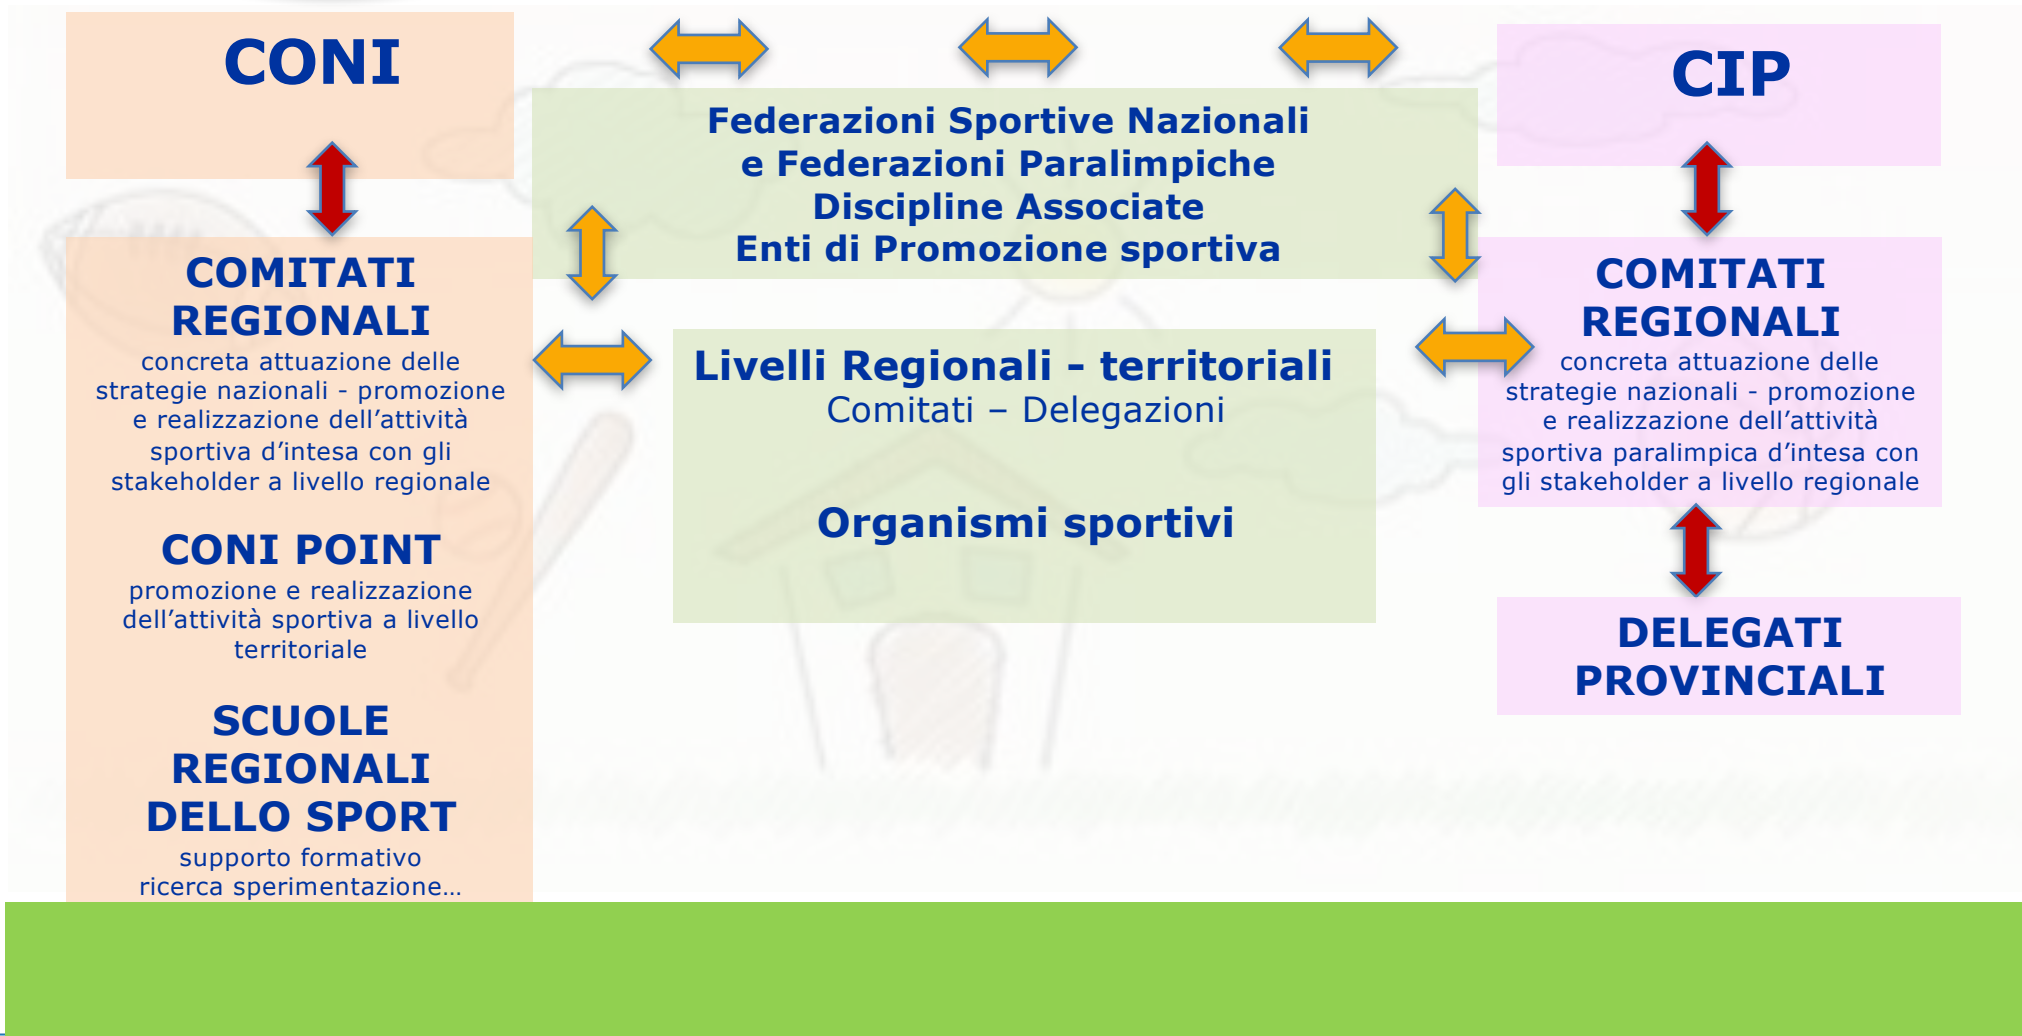 CONI
COMITATI
REGIONALI
concreta attuazione delle
strategie nazionali - promozione
e realizzazione dell’attività
sportiva d’intesa con gli
stakeholder a livello regionale
CONI POINT
promozione e realizzazione
dell’attività sportiva a livello
territoriale
SCUOLE
REGIONALI
DELLO SPORT
supporto formativo
ricerca sperimentazione…
Federazioni Sportive Nazionali
e Federazioni Paralimpiche
Discipline Associate
Enti di Promozione sportiva
Livelli Regionali – territoriali
Comitati – Delegazioni
Organismi sportivi
CIP
COMITATI
REGIONALI
concreta attuazione delle
strategie nazionali - promozione
e realizzazione dell’attività
sportiva paralimpica d’intesa con
gli stakeholder a livello regionale
DELEGATI
PROVINCIALI